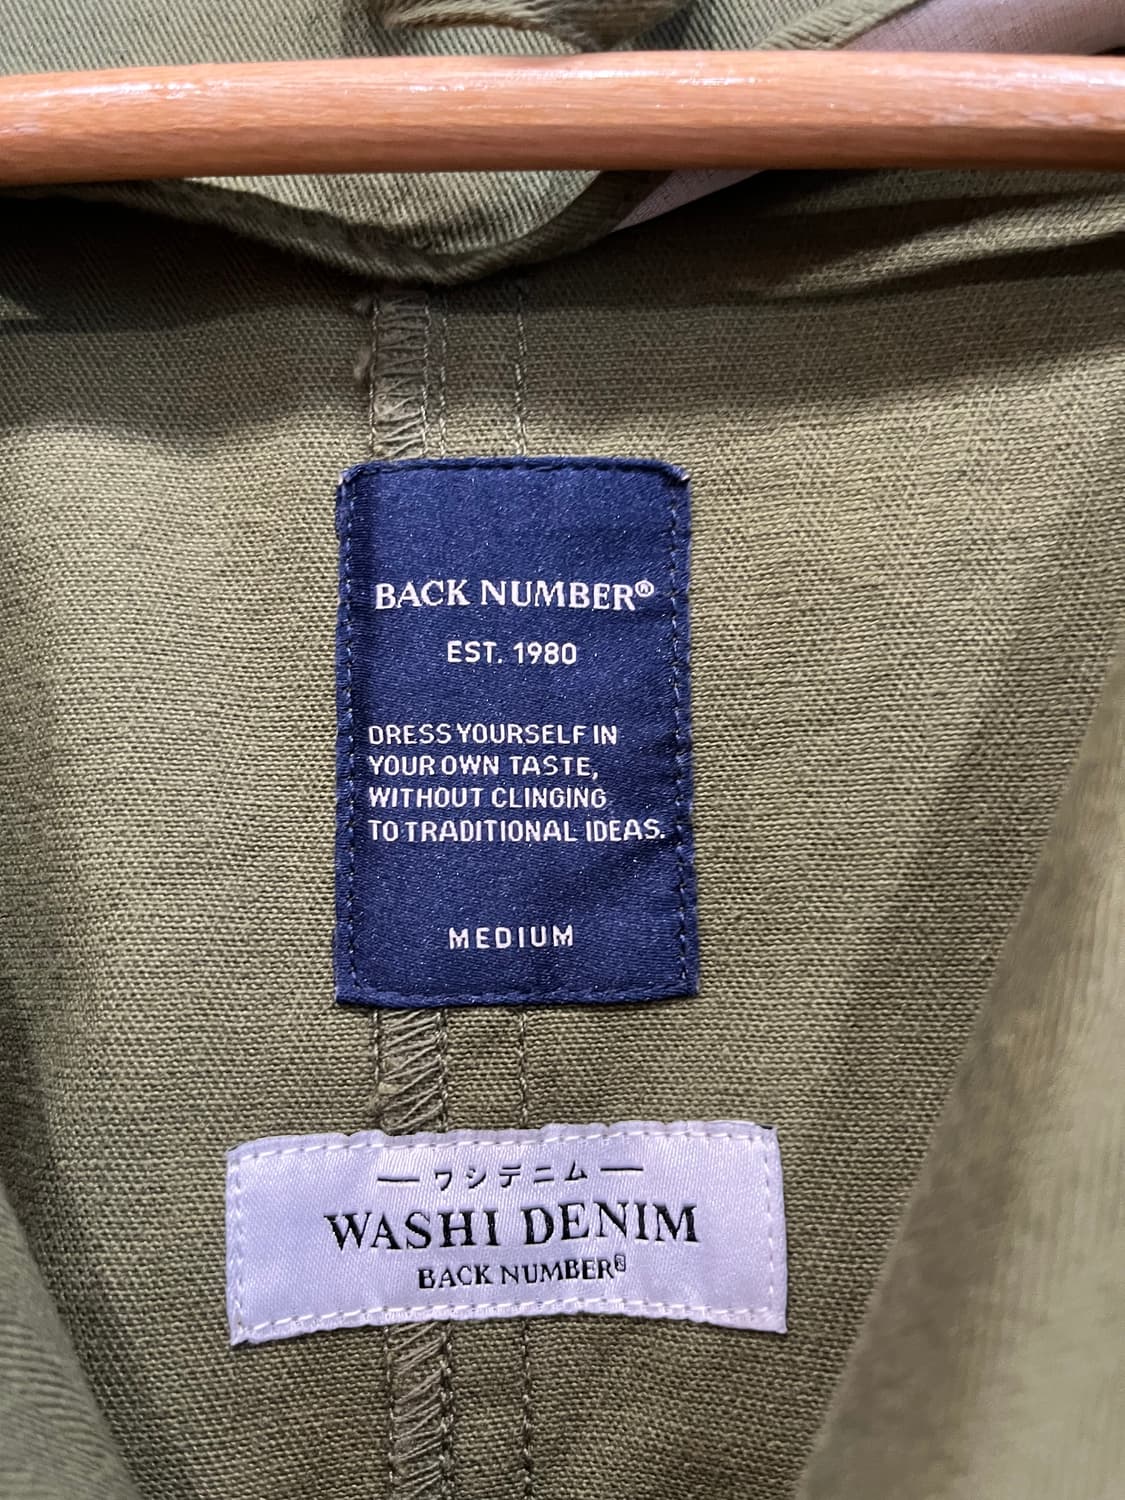 BACK NUMBER®
EST. 1980
DRESS YOURSELF IN
YOUR OWN TASTE,
WITHOUT CLINGING
TO TRADITIONAL IDEAS.
MEDIUM
— ワシデニム —
WASHI DENIM
BACK NUMBER®